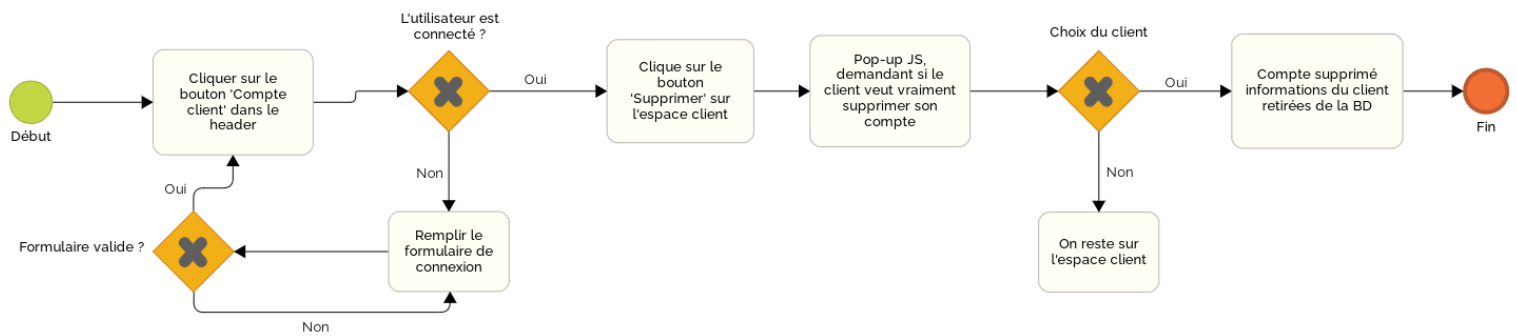 L'utilisateur est
connecté ?
Choix du client
Début
Cliquer sur le
bouton 'Compte
client' dans le
header
Oui
Clique sur le
bouton
'Supprimer' sur
l'espace client
Pop-up JS,
demandant si le
client veut vraiment
supprimer son
compte
Oui
Compte supprimé
informations du client
retirées de la BD
Fin
Non
Non
Oui
Formulaire valide ?
Remplir le
formulaire de
connexion
On reste sur
l'espace client
Non